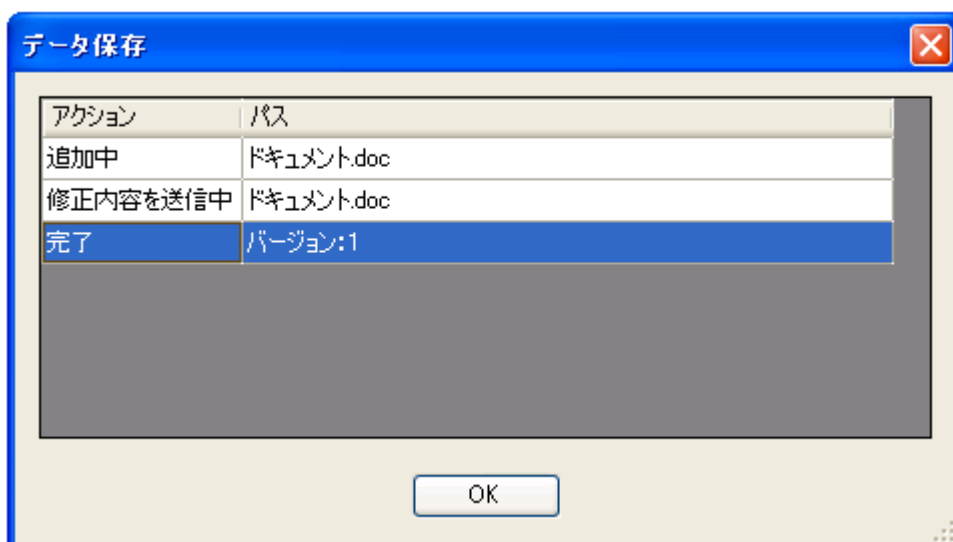 データ保存
アクション パス
追加中 ドキュメント.doc
修正内容を送信中 ドキュメント.doc
完了 バージョン:1
OK